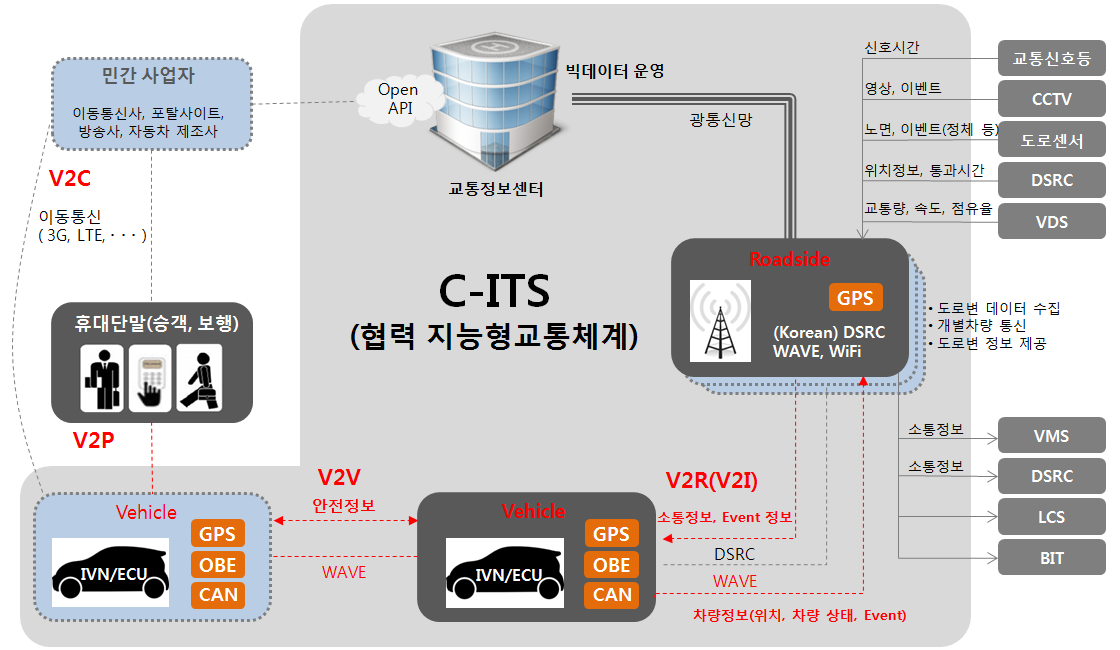 민간 사업자
이동통신사, 포탈사이트,
방송사, 자동차 제조사
Open
API
빅데이터 운영
광통신망
교통정보센터
신호시간
교통신호등
영상, 이벤트
CCTV
노면, 이벤트(정체 등)
도로센서
위치정보, 통과시간
DSRC
교통량, 속도, 점유율
VDS
V2C
이동통신
( 3G, LTE, · · · )
C-ITS
(협력 지능형교통체계)
Roadside
GPS
(Korean) DSRC
WAVE, WiFi
• 도로변 데이터 수집
• 개별차량 통신
• 도로변 정보 제공
휴대단말(승객, 보행)
V2P
소통정보
VMS
소통정보
DSRC
LCS
BIT
Vehicle
IVN/ECU
GPS
OBE
CAN
V2V
안전정보
WAVE
Vehicle
IVN/ECU
GPS
OBE
CAN
V2R(V2I)
소통정보, Event 정보
DSRC
WAVE
차량정보(위치, 차량 상태, Event)